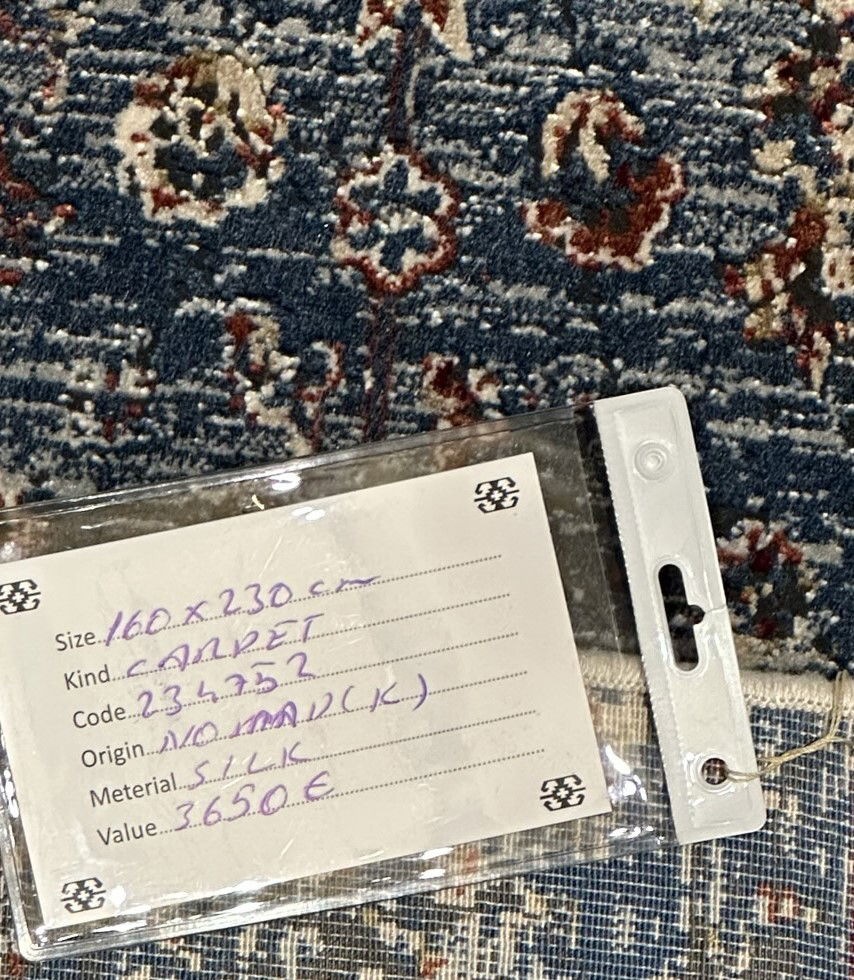 Size 160 x 230 cm
Kind CARPET
Code 234752
Origin NOMAD (K)
Meterial SILK
Value 3650 €